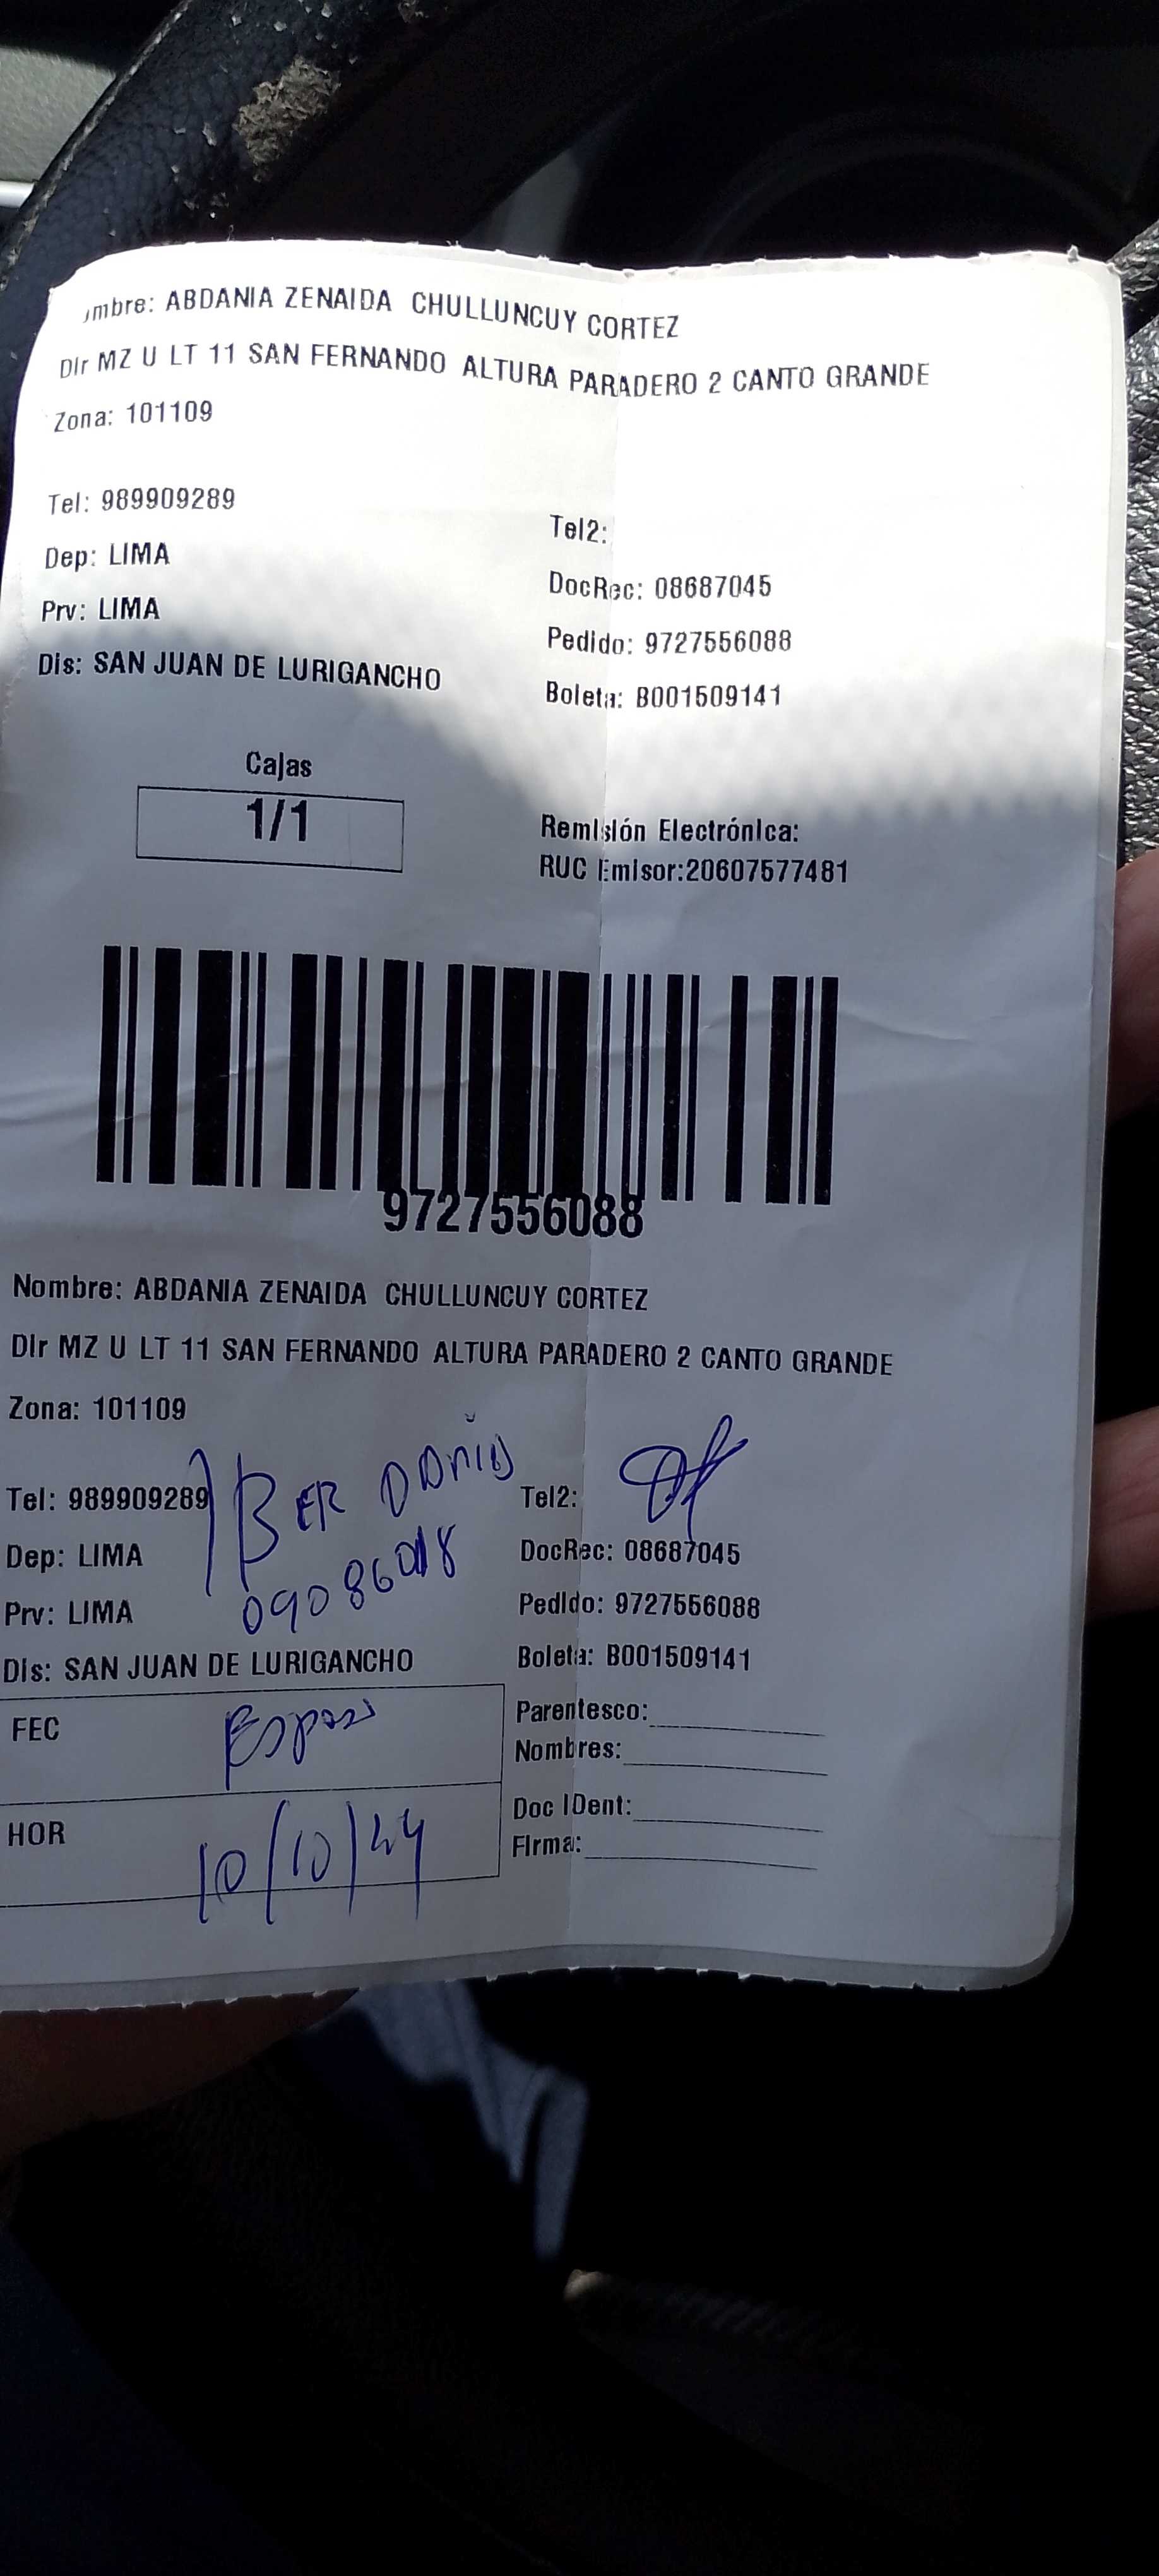 mbre: ABDANIA ZENAIDA CHULLUNCUY CORTEZ
Dir MZ U LT 11 SAN FERNANDO ALTURA PARADERO 2 CANTO GRANDE
Zona: 101109
Tel: 989909289
Tel2:
Dep: LIMA
DocRec: 08687045
Prv: LIMA
Pedido: 9727556088
Dis: SAN JUAN DE LURIGANCHO
Boleta: B001509141
Cajas
1/1
Remisión Electrónica:
RUC Emisor:20607577481
9727556088
Nombre: ABDANIA ZENAIDA CHULLUNCUY CORTEZ
Dir MZ U LT 11 SAN FERNANDO ALTURA PARADERO 2 CANTO GRANDE
Zona: 101109
Tel: 989909289
Tel2:
Dep: LIMA
DocRec: 08687045
Prv: LIMA
Pedido: 9727556088
Dis: SAN JUAN DE LURIGANCHO
Boleta: B001509141
FEC
Parentesco:
Nombres:
HOR
10/10/24
Doc IDent:
Firma: